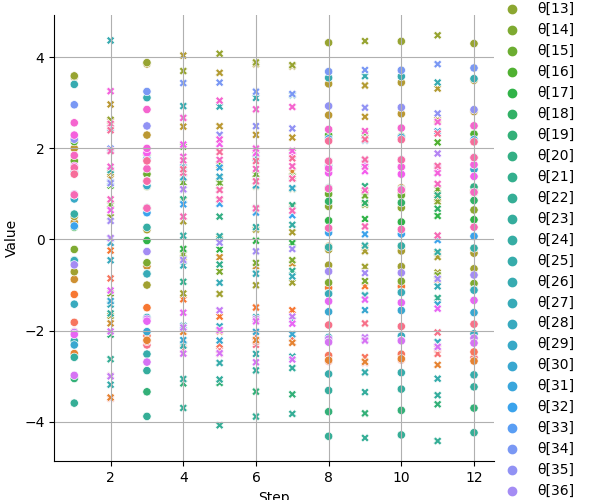 4
2
0
−2
−4
Value
2
4
6
8
10
12
Step
θ[13]
θ[14]
θ[15]
θ[16]
θ[17]
θ[18]
θ[19]
θ[20]
θ[21]
θ[22]
θ[23]
θ[24]
θ[25]
θ[26]
θ[27]
θ[28]
θ[29]
θ[30]
θ[31]
θ[32]
θ[33]
θ[34]
θ[35]
θ[36]